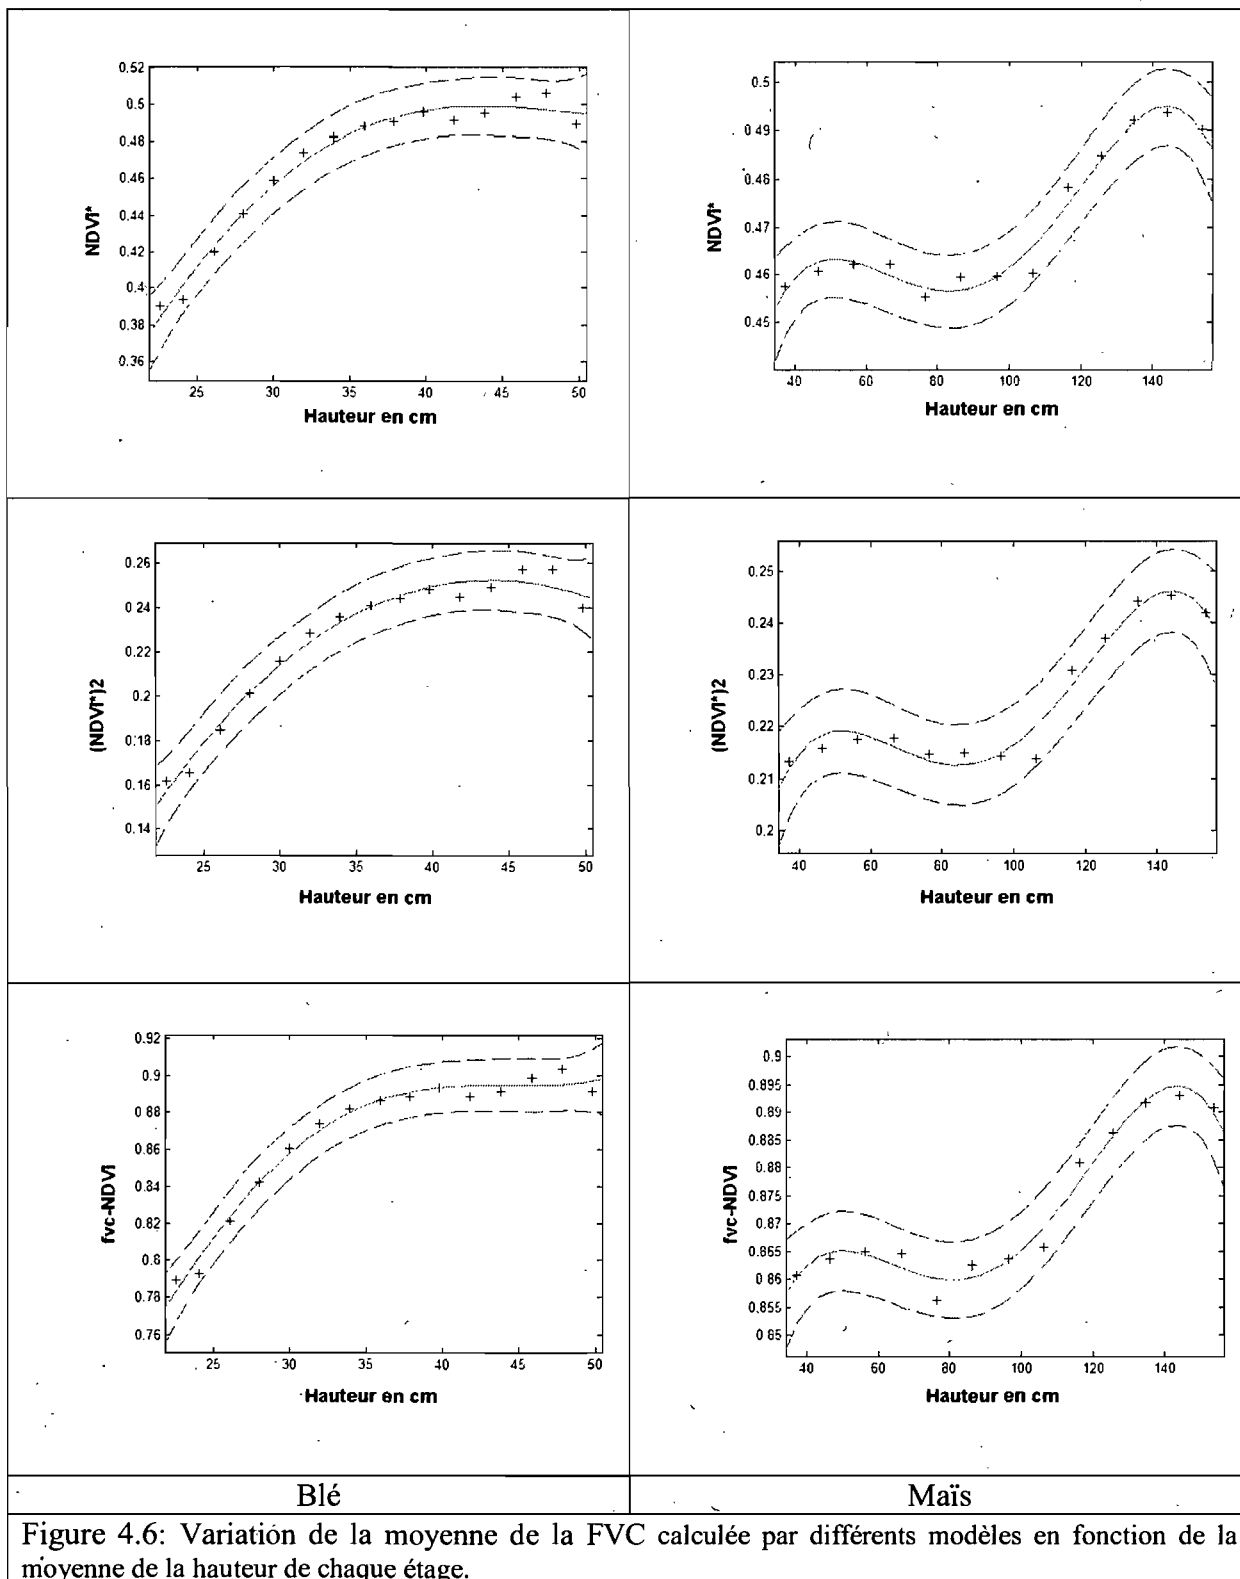 0.52
0.5
0.48
0.46
0.44
0.42
0.4
0.38
0.36
NDVI*
25 30 35 40 45 50
Hauteur en cm
0.5
0.49
0.48
0.47
0.46
0.45
NDVI*
40 60 80 100 120 140
Hauteur en cm
0.26
0.24
0.22
0.2
0.18
0.16
0.14
(NDVI*)2
25 30 35 40 45 50
Hauteur en cm
0.25
0.24
0.23
0.22
0.21
0.2
(NDVI*)2
40 60 80 100 120 140
Hauteur en cm
0.92
0.9
0.88
0.86
0.84
0.82
0.8
0.78
0.76
fvc-NDVI
25 30 35 40 45 50
Hauteur en cm
0.9
0.895
0.89
0.835
0.88
0.875
0.87
0.865
0.86
0.855
0.85
fvc-NDVI
40 60 80 100 120 140
Hauteur en cm
Blé
Maïs
Figure 4.6: Variation de la moyenne de la FVC calculée par différents modèles en fonction de la
moyenne de la hauteur de chaque étage.